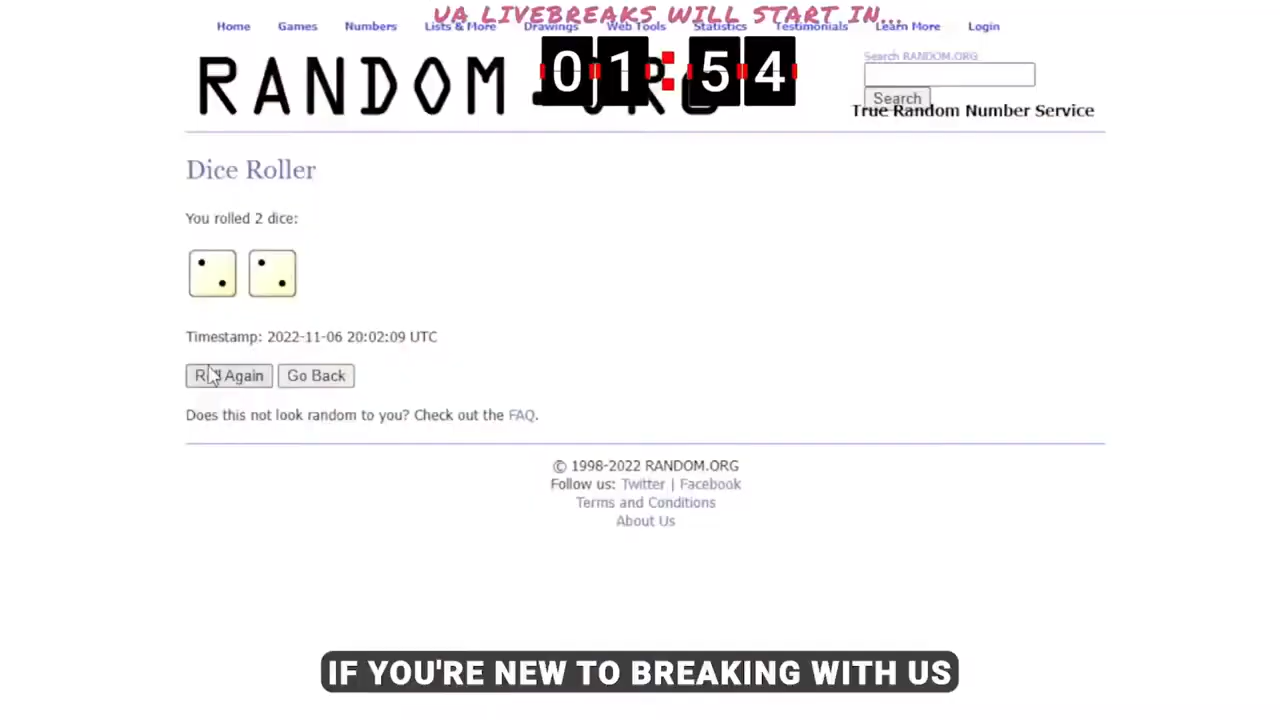 UA LIVEBREAKS WILL START IN...
Home Games Numbers Lists & More Drawings Web Tools Statistics Testimonials Learn More Login
01:54
RANDOM.ORG
Search RANDOM.ORG
Search
True Random Number Service
Dice Roller
You rolled 2 dice:
Timestamp: 2022-11-06 20:02:09 UTC
Roll Again Go Back
Does this not look random to you? Check out the FAQ.
© 1998-2022 RANDOM.ORG
Follow us: Twitter | Facebook
Terms and Conditions
About Us
IF YOU'RE NEW TO BREAKING WITH US